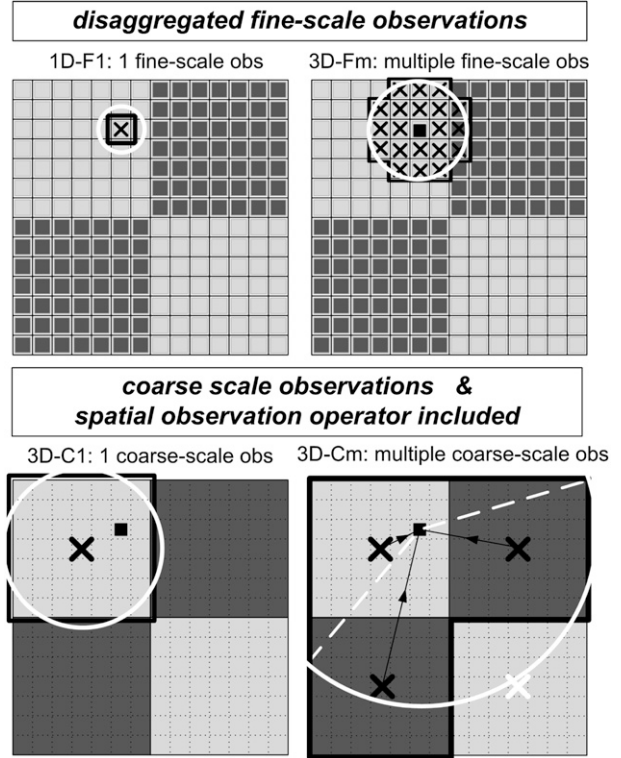 disaggregated fine-scale observations
1D-F1: 1 fine-scale obs
3D-Fm: multiple fine-scale obs
coarse scale observations &
spatial observation operator included
3D-C1: 1 coarse-scale obs
3D-Cm: multiple coarse-scale obs